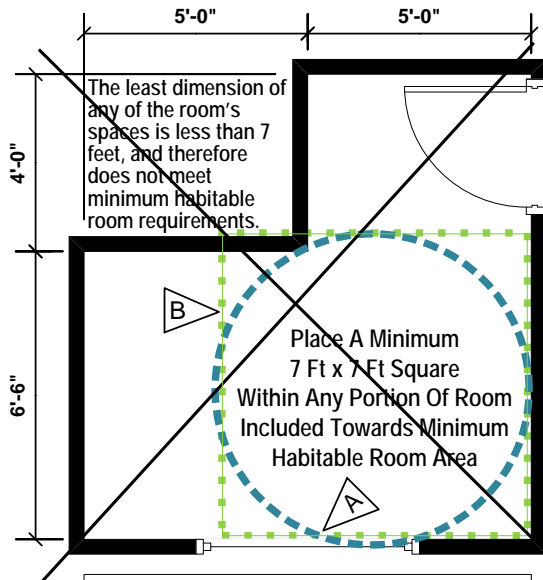 5'-0"
5'-0"
The least dimension of
any of the room's
spaces is less than 7
feet, and therefore
does not meet
minimum habitable
room requirements.
4'-0"
B
6'-6"
Place A Minimum
7 Ft x 7 Ft Square
Within Any Portion Of Room
Included Towards Minimum
Habitable Room Area
A